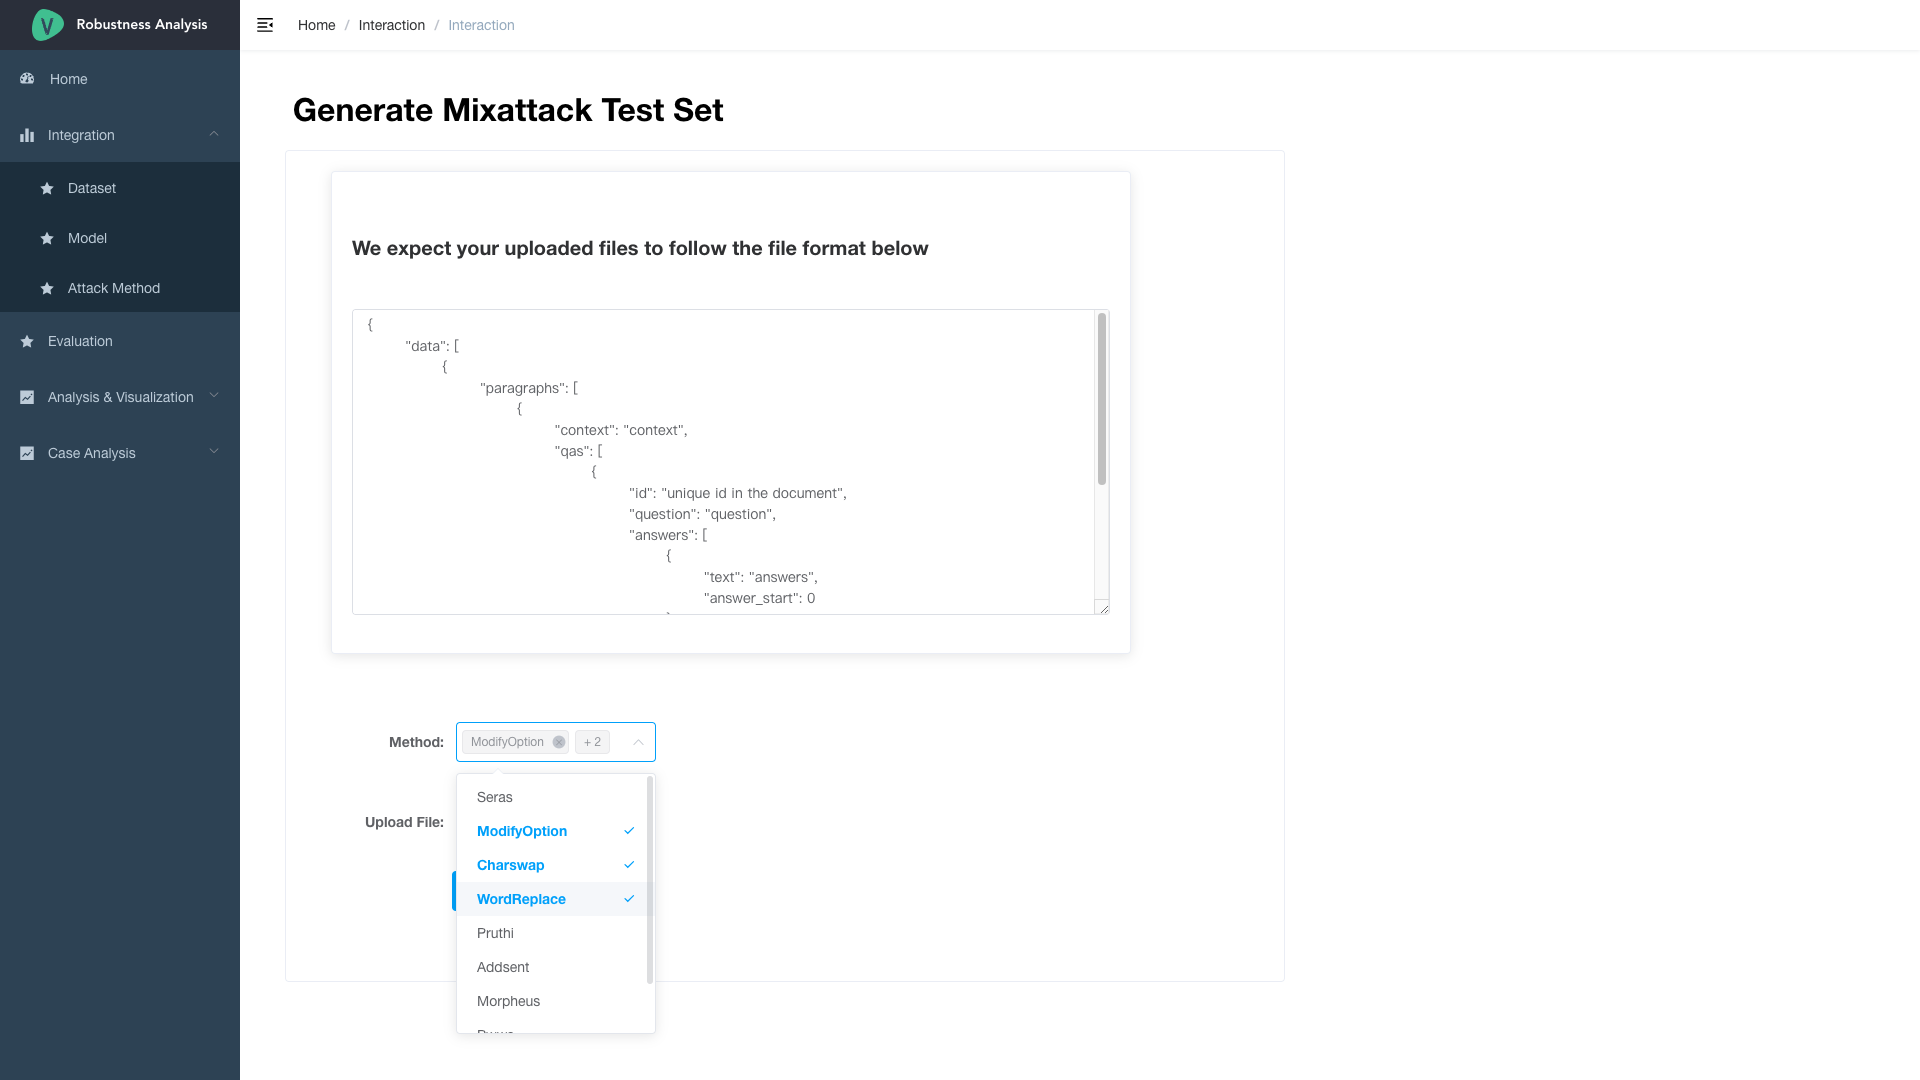 Robustness Analysis
Home / Interaction / Interaction
Home
Integration
Dataset
Model
Attack Method
Evaluation
Analysis & Visualization
Case Analysis
Generate Mixattack Test Set
We expect your uploaded files to follow the file format below
{
"data": [
{
"paragraphs": [
{
"context": "context",
"qas": [
{
"id": "unique id in the document",
"question": "question",
"answers": [
{
"text": "answers",
"answer_start": 0
Method:
ModifyOption + 2
Upload File:
Seras
ModifyOption
Charswap
WordReplace
Pruthi
Addsent
Morpheus